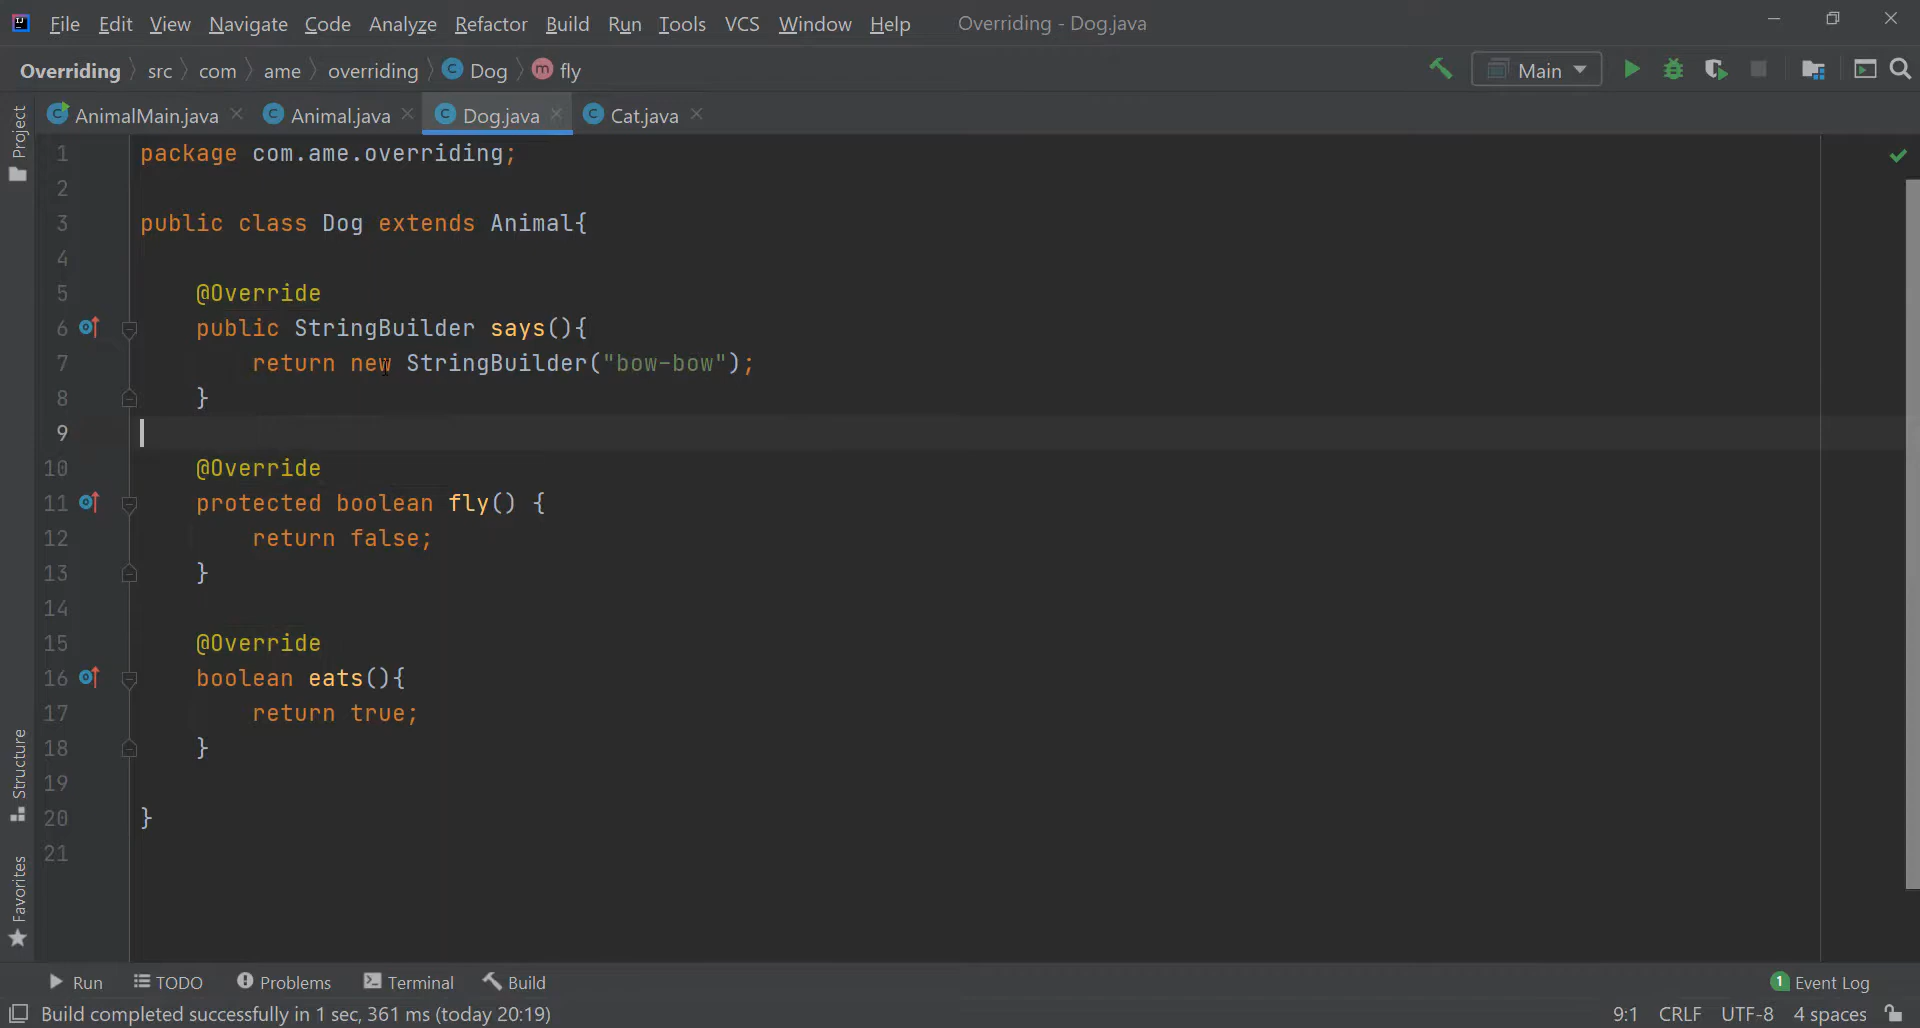 File Edit View Navigate Code Analyze Refactor Build Run Tools VCS Window Help Overriding - Dog.java
Overriding src com ame overriding C Dog m fly Main
Project
C AnimalMain.java C Animal.java C Dog.java C Cat.java
1 package com.ame.overriding;
2
3 public class Dog extends Animal{
4
5 @Override
6 public StringBuilder says(){
7 return new StringBuilder("bow-bow");
8 }
9
10 @Override
11 protected boolean fly() {
12 return false;
13 }
14
15 @Override
16 boolean eats(){
17 return true;
18 }
19
20 }
21
Structure
Favorites
Run TODO Problems Terminal Build 1 Event Log
Build completed successfully in 1 sec, 361 ms (today 20:19) 9:1 CRLF UTF-8 4 spaces